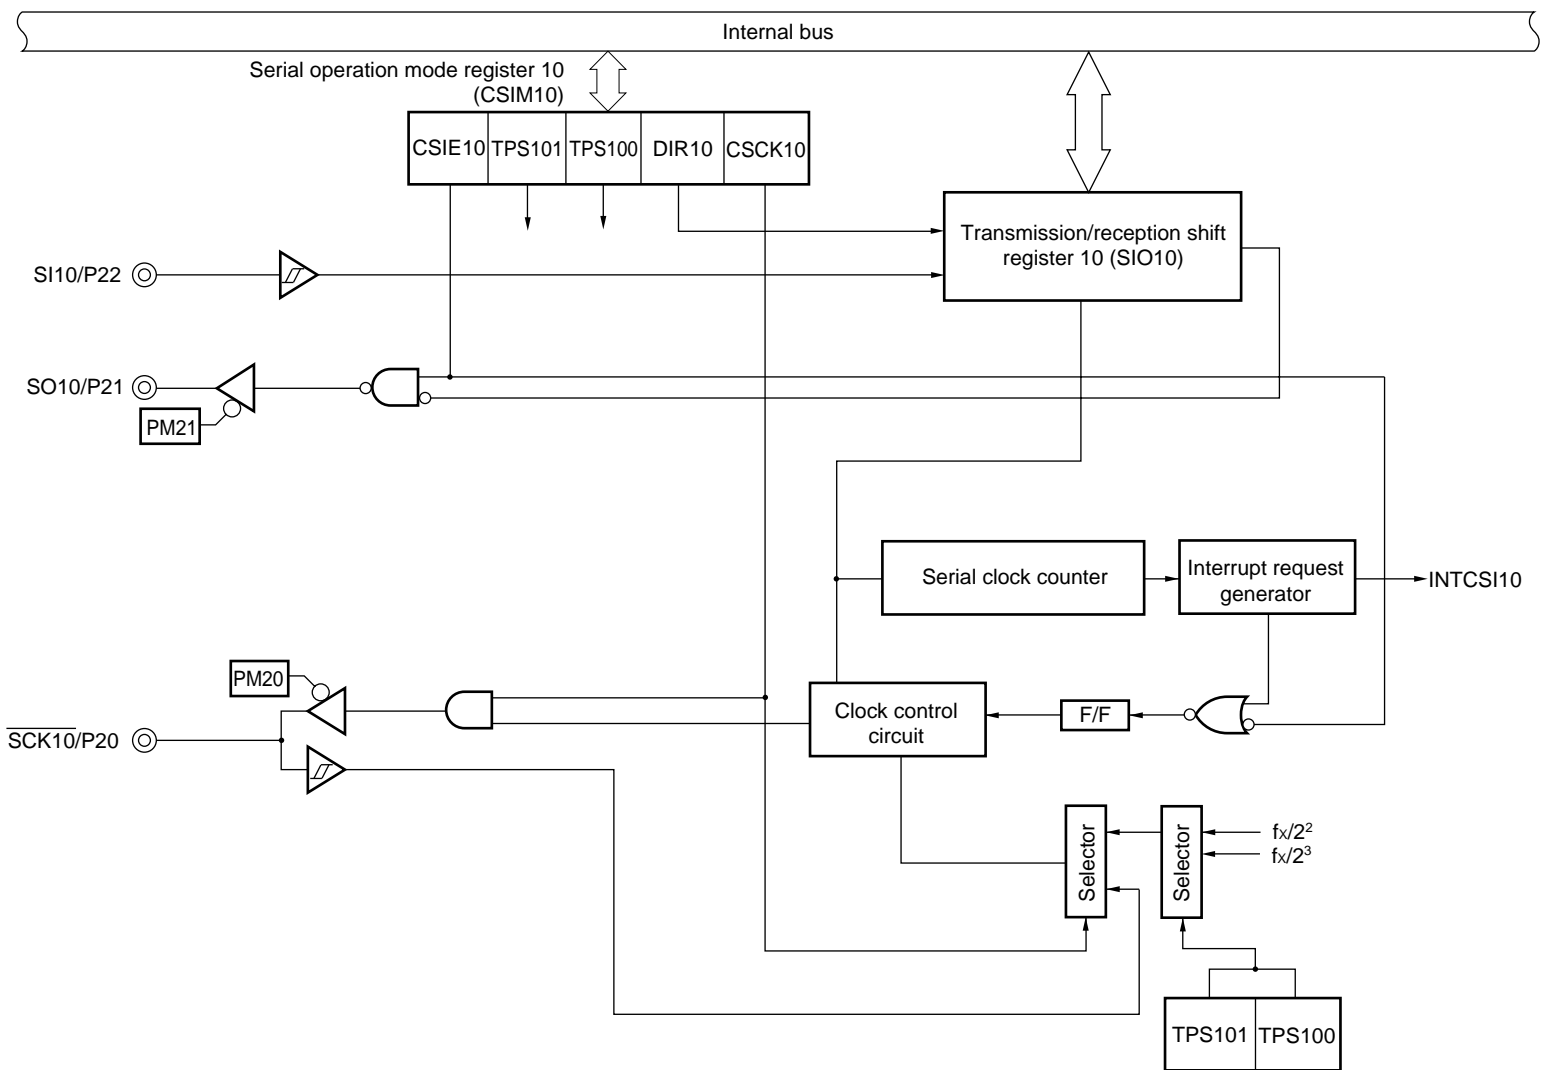 Internal bus
Serial operation mode register 10
(CSIM10)
CSIE10 TPS101 TPS100 DIR10 CSCK10
Transmission/reception shift
register 10 (SIO10)
SI10/P22
SO10/P21
PM21
Serial clock counter
Interrupt request
generator
INTCSI10
PM20
SCK10/P20
Clock control
circuit
F/F
Selector
Selector
fX/2²
fX/2³
TPS101 TPS100